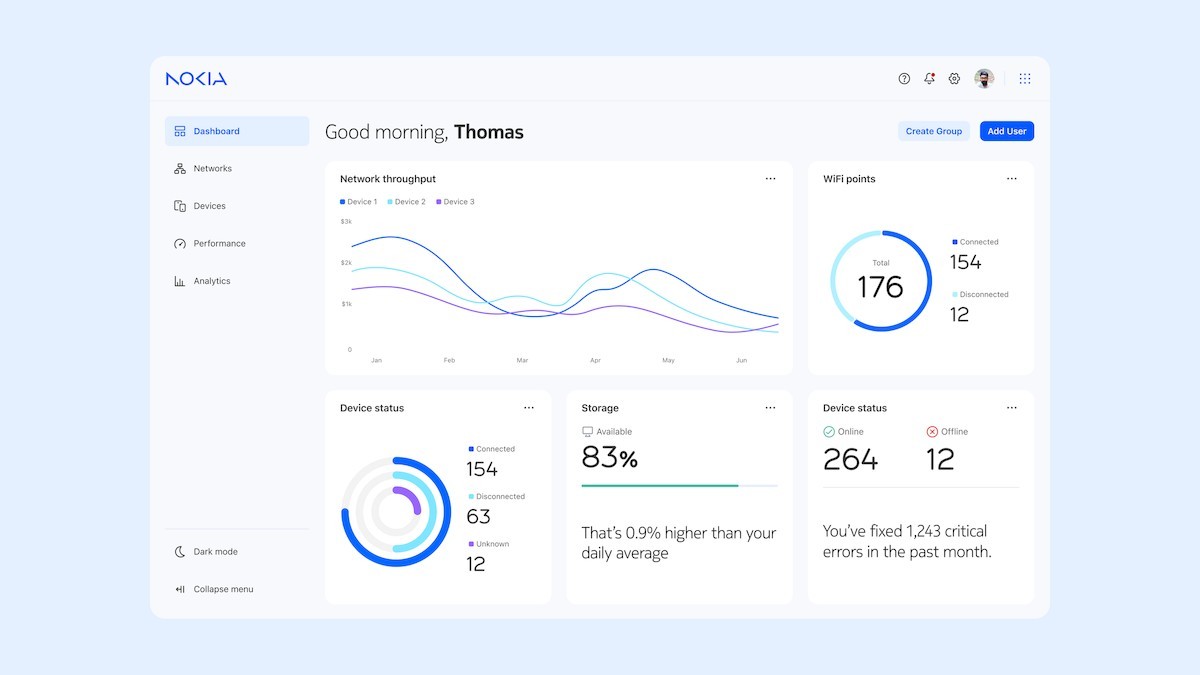 NOKIA
Dashboard
Networks
Devices
Performance
Analytics
Dark mode
Collapse menu
Good morning, Thomas
Create Group
Add User
Network throughput
Device 1 Device 2 Device 3
$3k
$2k
$1k
0
Jan Feb Mar Apr May Jun
WiFi points
Total
176
Connected
154
Disconnected
12
Device status
Connected
154
Disconnected
63
Unknown
12
Storage
Available
83%
That's 0.9% higher than your
daily average
Device status
Online
264
Offline
12
You've fixed 1,243 critical
errors in the past month.